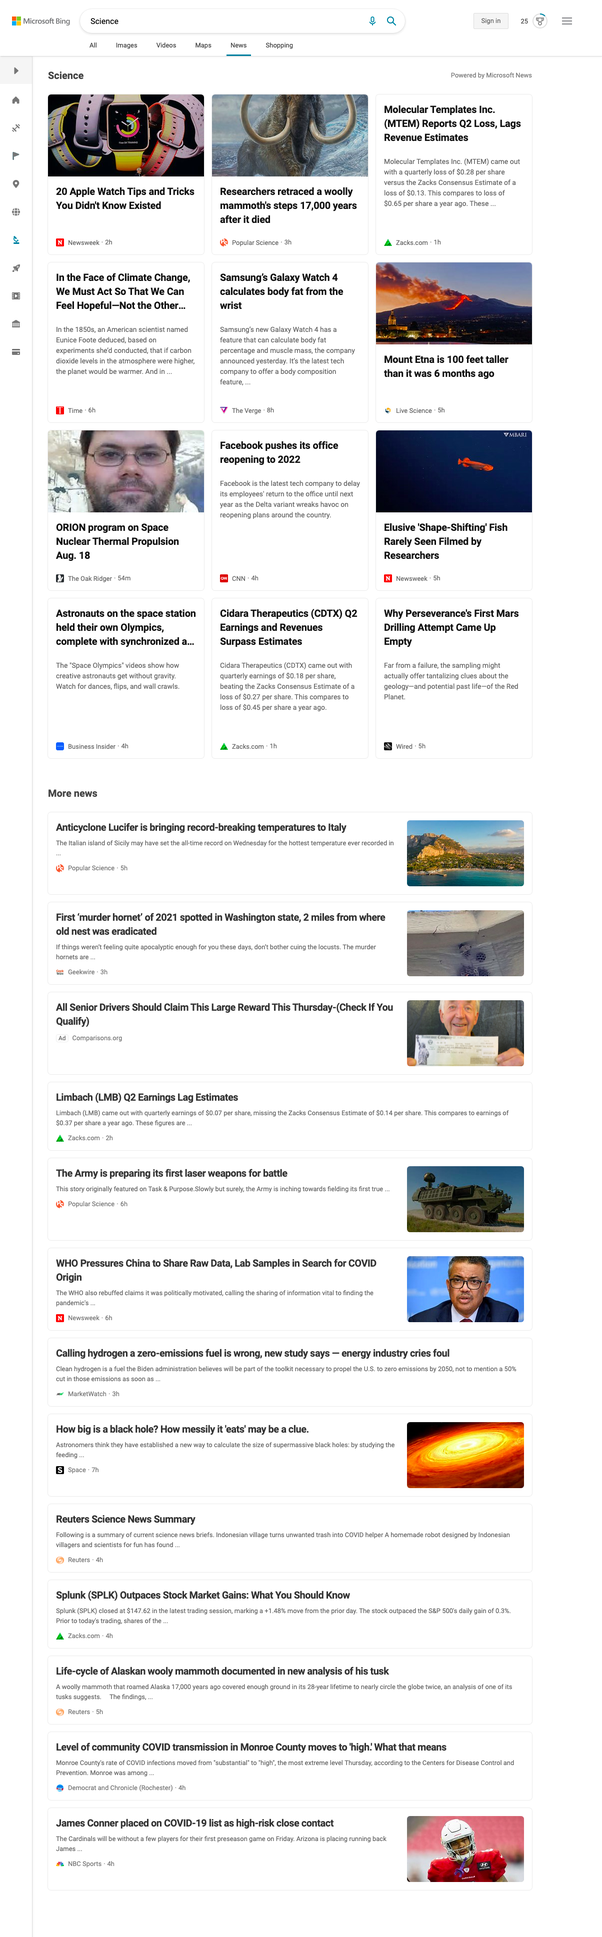 Microsoft Bing
Science
Sign in
25
All Images Videos Maps News Shopping
Science
Powered by Microsoft News
20 Apple Watch Tips and Tricks
You Didn't Know Existed
Newsweek · 2h
Researchers retraced a woolly
mammoth's steps 17,000 years
after it died
Popular Science · 3h
Molecular Templates Inc.
(MTEM) Reports Q2 Loss, Lags
Revenue Estimates
Molecular Templates Inc. (MTEM) came out
with a quarterly loss of $0.28 per share
versus the Zacks Consensus Estimate of a
loss of $0.13. This compares to loss of
$0.65 per share a year ago. These ...
Zacks.com · 1h
In the Face of Climate Change,
We Must Act So That We Can
Feel Hopeful—Not the Other...
In the 1850s, an American scientist named
Eunice Foote deduced, based on
experiments she'd conducted, that if carbon
dioxide levels in the atmosphere were higher,
the planet would be warmer. And in ...
Time · 6h
Samsung's Galaxy Watch 4
calculates body fat from the
wrist
Samsung's new Galaxy Watch 4 has a
feature that can calculate body fat
percentage and muscle mass, the company
announced yesterday. It's the latest tech
company to offer a body composition
feature, ...
The Verge · 8h
Mount Etna is 100 feet taller
than it was 6 months ago
Live Science · 5h
ORION program on Space
Nuclear Thermal Propulsion
Aug. 18
The Oak Ridger · 54m
Facebook pushes its office
reopening to 2022
Facebook is the latest tech company to delay
its employees' return to the office until next
year as the Delta variant wreaks havoc on
reopening plans around the country.
CNN · 4h
MBARI
Elusive 'Shape-Shifting' Fish
Rarely Seen Filmed by
Researchers
Newsweek · 5h
Astronauts on the space station
held their own Olympics,
complete with synchronized a...
The "Space Olympics" videos show how
creative astronauts get without gravity.
Watch for dances, flips, and wall crawls.
Business Insider · 4h
Cidara Therapeutics (CDTX) Q2
Earnings and Revenues
Surpass Estimates
Cidara Therapeutics (CDTX) came out with
quarterly earnings of $0.18 per share,
beating the Zacks Consensus Estimate of a
loss of $0.27 per share. This compares to
loss of $0.45 per share a year ago.
Zacks.com · 1h
Why Perseverance's First Mars
Drilling Attempt Came Up
Empty
Far from a failure, the sampling might
actually offer tantalizing clues about the
geology—and potential past life—of the Red
Planet.
Wired · 5h
More news
Anticyclone Lucifer is bringing record-breaking temperatures to Italy
The Italian island of Sicily may have set the all-time record on Wednesday for the hottest temperature ever recorded in
...
Popular Science · 5h
First 'murder hornet' of 2021 spotted in Washington state, 2 miles from where
old nest was eradicated
If things weren't feeling quite apocalyptic enough for you these days, don't bother cuing the locusts. The murder
hornets are ...
Geekwire · 3h
All Senior Drivers Should Claim This Large Reward This Thursday-(Check If You
Qualify)
Ad Comparisons.org
Limbach (LMB) Q2 Earnings Lag Estimates
Limbach (LMB) came out with quarterly earnings of $0.07 per share, missing the Zacks Consensus Estimate of $0.14 per share. This compares to earnings of
$0.37 per share a year ago. These figures are ...
Zacks.com · 2h
The Army is preparing its first laser weapons for battle
This story originally featured on Task & Purpose.Slowly but surely, the Army is inching towards fielding its first true ...
Popular Science · 6h
WHO Pressures China to Share Raw Data, Lab Samples in Search for COVID
Origin
The WHO also rebuffed claims it was politically motivated, calling the sharing of information vital to finding the
pandemic's ...
Newsweek · 6h
Calling hydrogen a zero-emissions fuel is wrong, new study says — energy industry cries foul
Clean hydrogen is a fuel the Biden administration believes will be part of the toolkit necessary to propel the U.S. to zero emissions by 2050, not to mention a 50%
cut in those emissions as soon as ...
MarketWatch · 3h
How big is a black hole? How messily it 'eats' may be a clue.
Astronomers think they have established a new way to calculate the size of supermassive black holes: by studying the
feeding ...
Space · 7h
Reuters Science News Summary
Following is a summary of current science news briefs. Indonesian village turns unwanted trash into COVID helper A homemade robot designed by Indonesian
villagers and scientists for fun has found ...
Reuters · 4h
Splunk (SPLK) Outpaces Stock Market Gains: What You Should Know
Splunk (SPLK) closed at $147.62 in the latest trading session, marking a +1.48% move from the prior day. The stock outpaced the S&P 500's daily gain of 0.3%.
Prior to today's trading, shares of the ...
Zacks.com · 4h
Life-cycle of Alaskan wooly mammoth documented in new analysis of his tusk
A woolly mammoth that roamed Alaska 17,000 years ago covered enough ground in its 28-year lifetime to nearly circle the globe twice, an analysis of one of its
tusks suggests. The findings, ...
Reuters · 5h
Level of community COVID transmission in Monroe County moves to 'high.' What that means
Monroe County's rate of COVID infections moved from "substantial" to "high", the most extreme level Thursday, according to the Centers for Disease Control and
Prevention. Monroe was among ...
Democrat and Chronicle (Rochester) · 4h
James Conner placed on COVID-19 list as high-risk close contact
The Cardinals will be without a few players for their first preseason game on Friday. Arizona is placing running back
James ...
NBC Sports · 4h